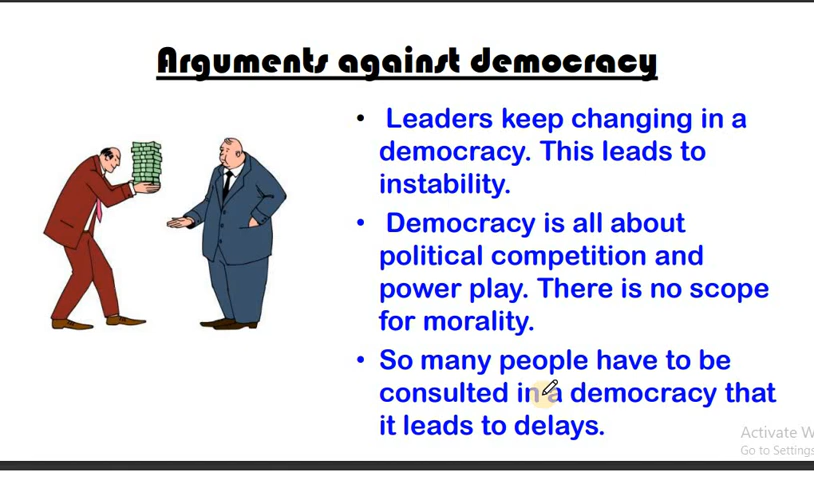 Arguments against democracy
• Leaders keep changing in a
democracy. This leads to
instability.
• Democracy is all about
political competition and
power play. There is no scope
for morality.
• So many people have to be
consulted in a democracy that
it leads to delays.
Activate W
Go to Settings